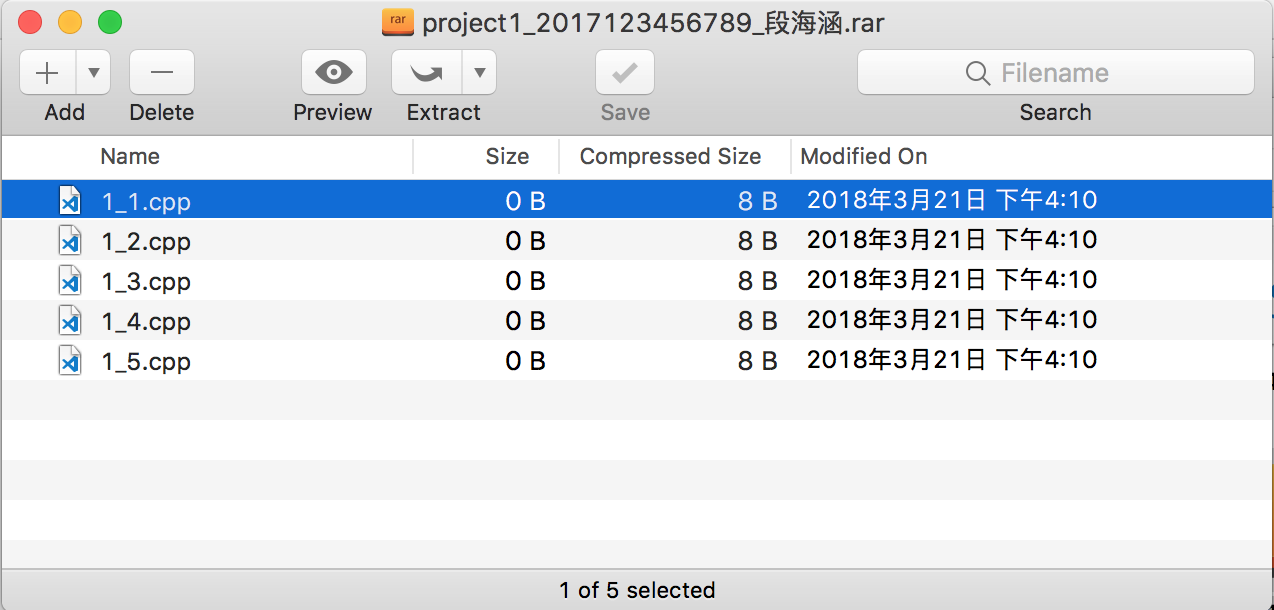 rar project1_2017123456789_段海涵.rar
Add Delete Preview Extract Save Filename
Search
Name Size Compressed Size Modified On
1_1.cpp 0 B 8 B 2018年3月21日 下午4:10
1_2.cpp 0 B 8 B 2018年3月21日 下午4:10
1_3.cpp 0 B 8 B 2018年3月21日 下午4:10
1_4.cpp 0 B 8 B 2018年3月21日 下午4:10
1_5.cpp 0 B 8 B 2018年3月21日 下午4:10
1 of 5 selected